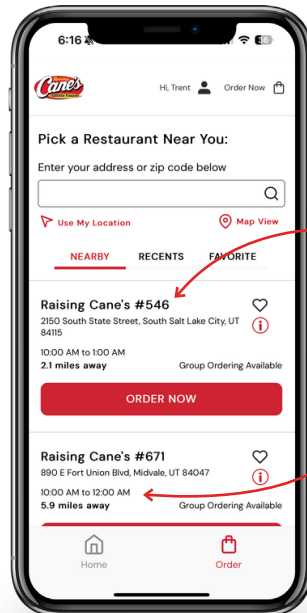 6:16
Raising
Cane's
Hi, Trent
Order Now
Pick a Restaurant Near You:
Enter your address or zip code below
Use My Location
Map View
NEARBY
RECENTS
FAVORITE
Raising Cane's #546
2150 South State Street, South Salt Lake City, UT
84115
10:00 AM to 1:00 AM
2.1 miles away
Group Ordering Available
ORDER NOW
Raising Cane's #671
890 E Fort Union Blvd, Midvale, UT 84047
10:00 AM to 12:00 AM
5.9 miles away
Group Ordering Available
Home
Order